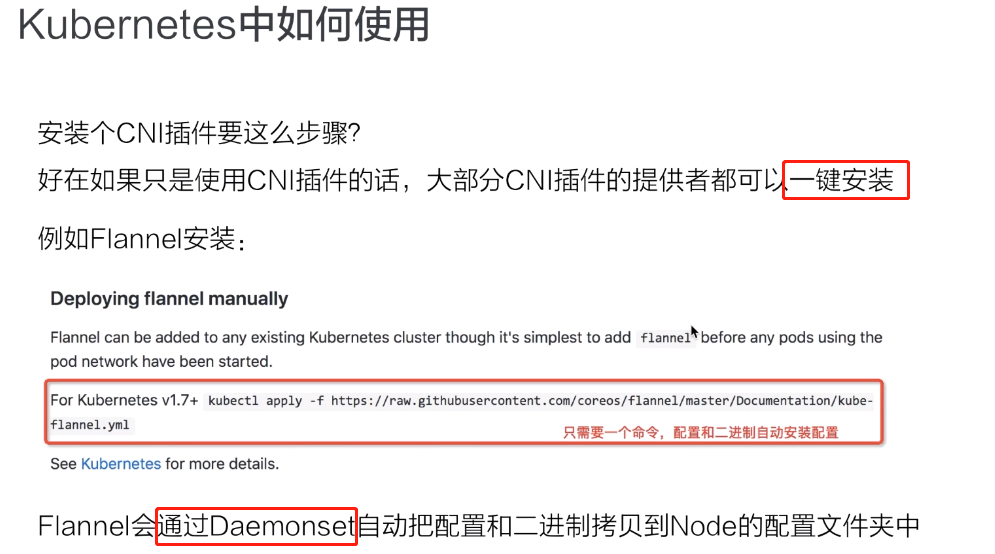 Kubernetes中如何使用
安装个CNI插件要这么步骤?
好在如果只是使用CNI插件的话，大部分CNI插件的提供者都可以一键安装
例如Flannel安装：
Deploying flannel manually
Flannel can be added to any existing Kubernetes cluster though it's simplest to add flannel before any pods using the
pod network have been started.
For Kubernetes v1.7+ kubectl apply -f https://raw.githubusercontent.com/coreos/flannel/master/Documentation/kube-
flannel.yml
只需要一个命令，配置和二进制自动安装配置
See Kubernetes for more details.
Flannel会通过Daemonset自动把配置和二进制拷贝到Node的配置文件夹中